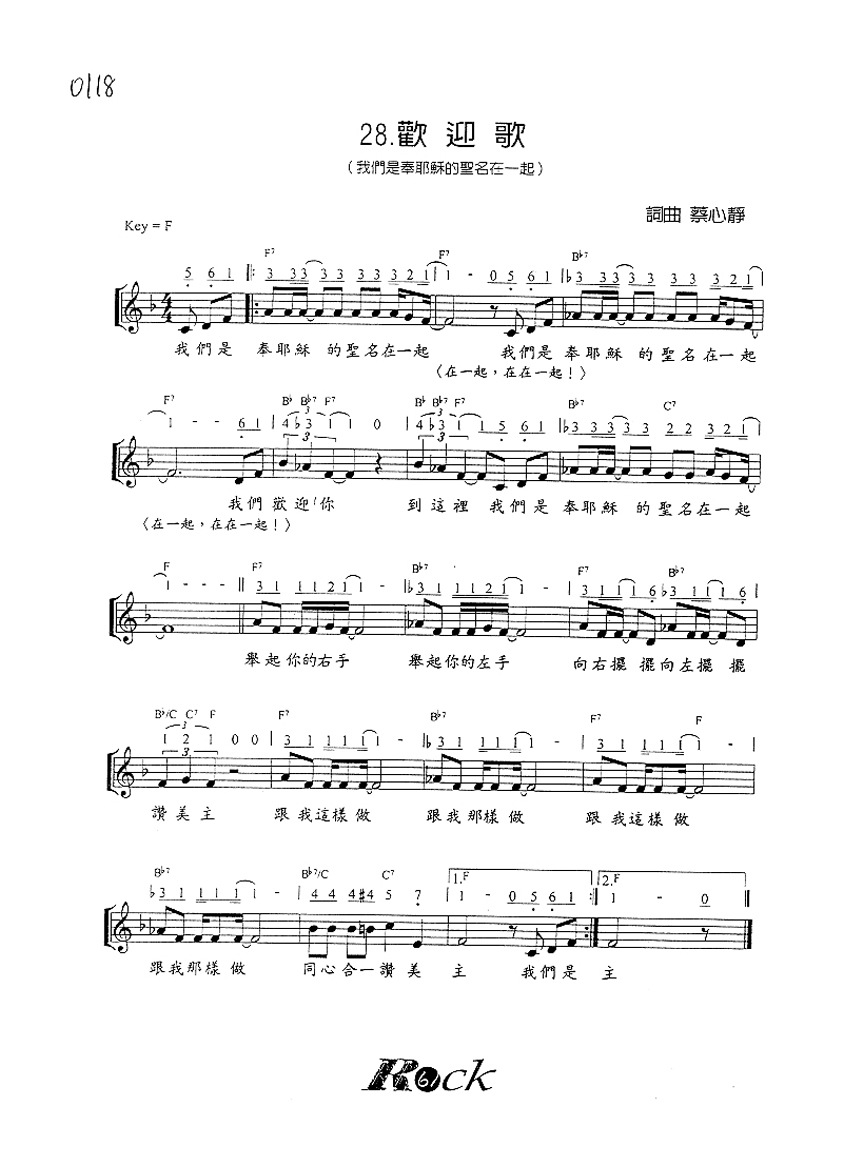 0118
28.歡迎歌
（我們是奉耶穌的聖名在一起）
詞曲 蔡心靜
Key = F
F7 F7 B♭7
5 6 1 ‖: 3 33 33 3 3 3 2 1 | 1 - 0 5 6 1 | ♭3 33 33 3 3 3 2 1 |
我們是 奉耶穌 的聖名在一起 我們是 奉耶穌 的聖名在一起
〈在一起，在在一起！〉
F7 B♭ B♭7 F7 B♭ B♭7 F7 B♭7 C7
1 - - 6 1 | 4 ♭3 1 1 0 | 4 ♭3 1 1 5 6 1 | ♭3 33 33 2 2 3 2 1 |
我們 歡迎!你 到這裡 我們是 奉耶穌 的聖名在一起
〈在一起，在在一起！〉
F F7 B♭7 F7 B♭7
1 - - - ‖ 3 1 1 1 2 1 1 - | ♭3 1 1 1 2 1 1 - | 3 1 1 1 6 ♭3 1 1 1 6 |
舉起你的右手 舉起你的左手 向右擺 擺向左擺 擺
B♭/C C7 F F7 B♭7 F7 F
1 2 1 0 0 | 3 1 1 1 1 1 - | ♭3 1 1 1 1 1 - | 3 1 1 1 1 1 - |
讚美主 跟我這樣做 跟我那樣做 跟我這樣做
B♭7 B♭7/C C7 1.F 2.F
♭3 1 1 1 1 1 - | 4 4 4 ♯4 5 7 | 1 - 0 5 6 1 :‖ 1 - 0 ‖
跟我那樣做 同心合一讚美 主 我們是 主
Rock
61